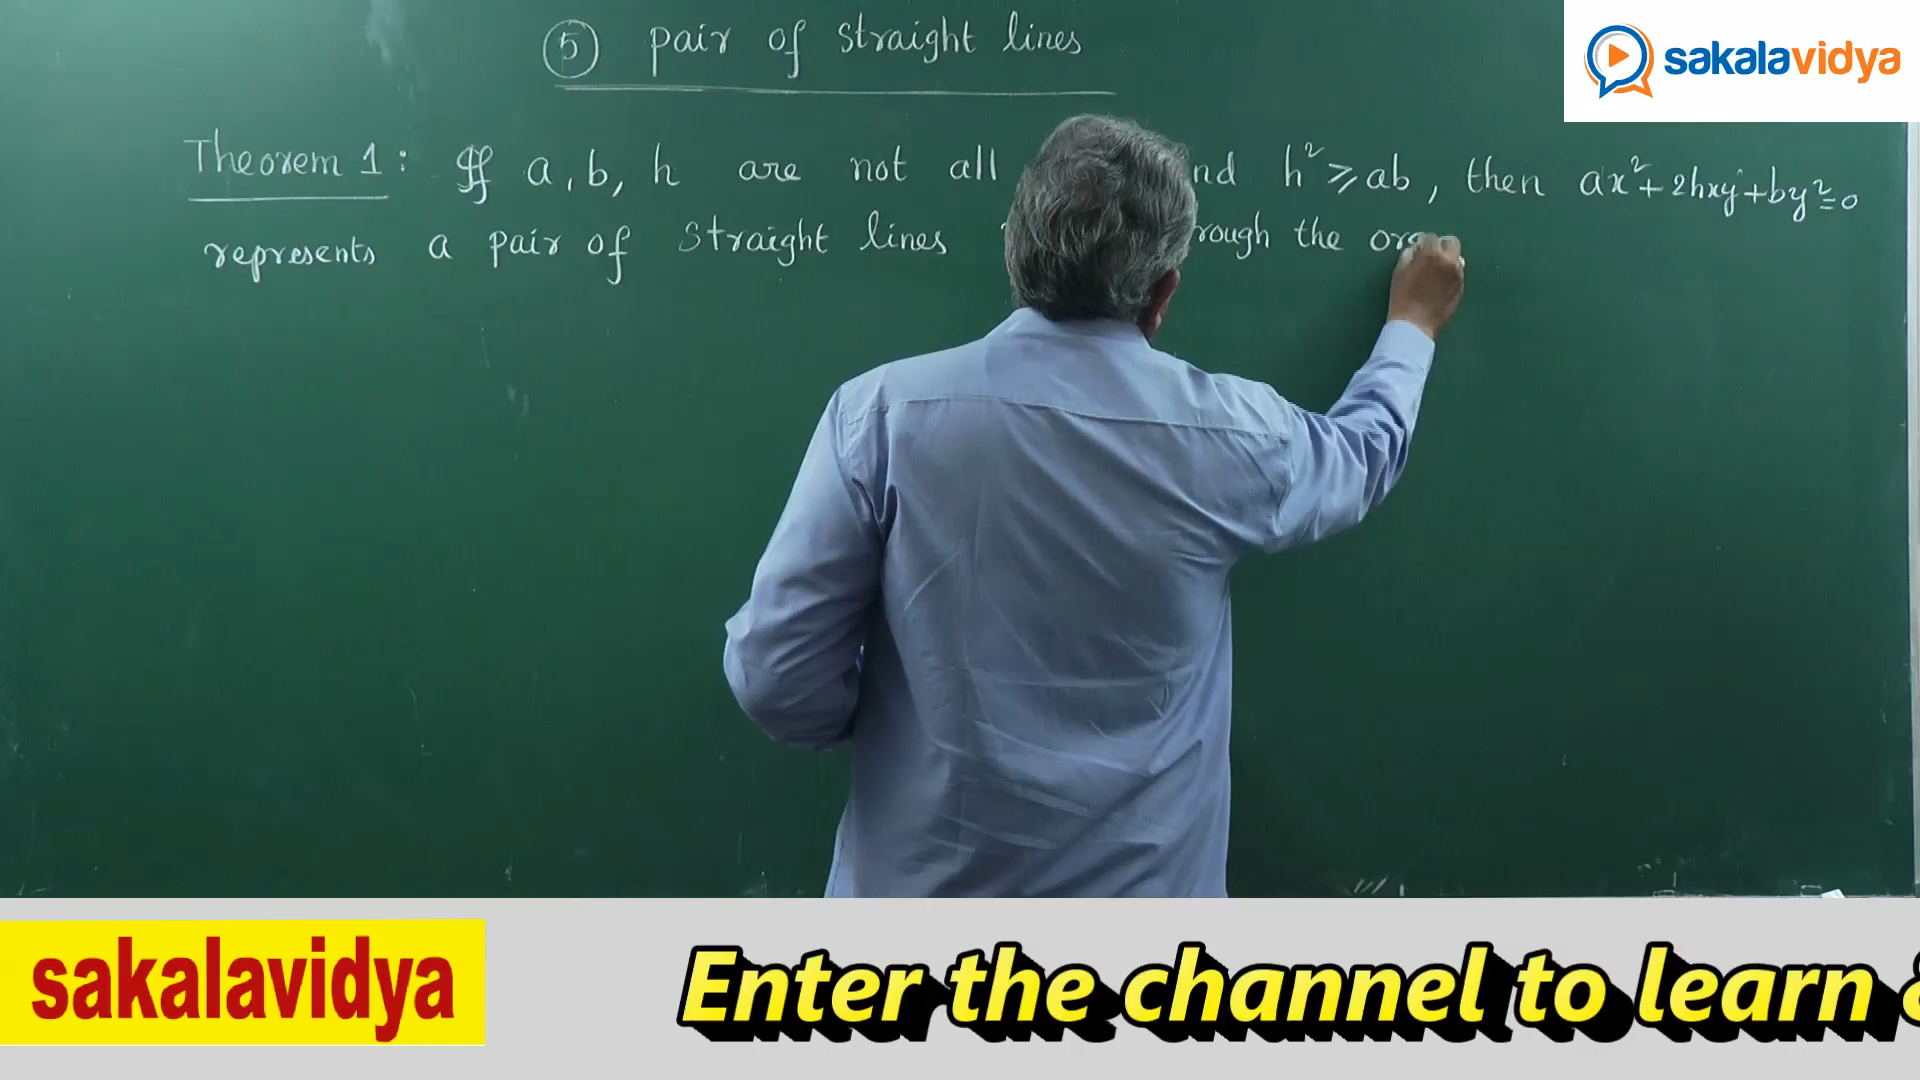 ⑤ pair of straight lines
sakalavidya
Theorem 1: If a, b, h are not all nd h² ≥ ab, then ax²+2hxy+by²=0
represents a pair of straight lines rough the
sakalavidya
Enter the channel to learn